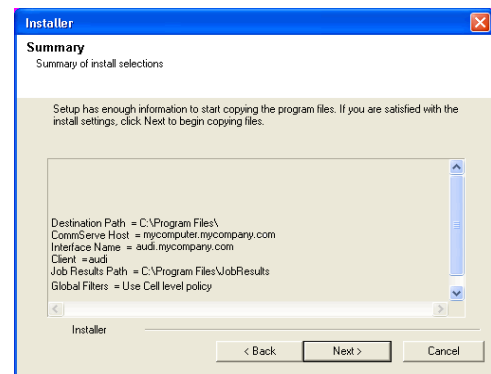 Installer
Summary
Summary of install selections
Setup has enough information to start copying the program files. If you are satisfied with the
install settings, click Next to begin copying files.
Destination Path = C:\Program Files\
CommServe Host = mycomputer.mycompany.com
Interface Name = audi.mycompany.com
Client =audi
Job Results Path = C:\Program Files\JobResults
Global Filters = Use Cell level policy
Installer
< Back
Next >
Cancel